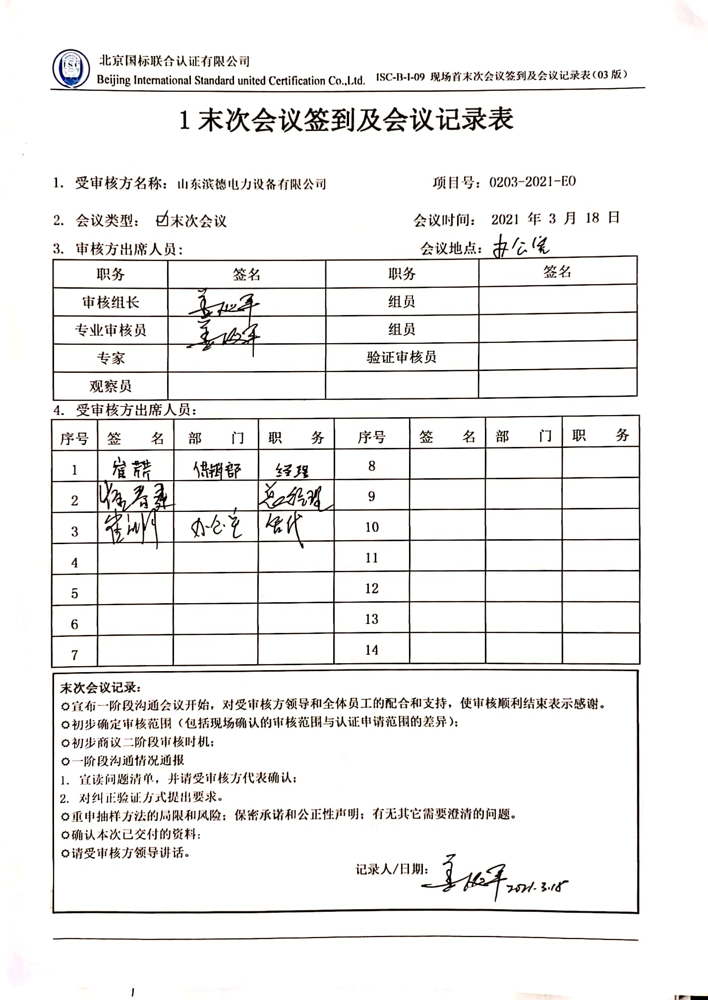 北京国标联合认证有限公司
Beijing International Standard united Certification Co.,Ltd. ISC-B-I-09 现场首末次会议签到及会议记录表(03版)
1 末次会议签到及会议记录表
1. 受审核方名称：山东滨德电力设备有限公司 项目号：0203-2021-EO
2. 会议类型： ☑末次会议 会议时间： 2021 年 3 月 18 日
3. 审核方出席人员： 会议地点：办公室
职务 签名 职务 签名
审核组长 组员
专业审核员 组员
专家 验证审核员
观察员
4. 受审核方出席人员：
序号 签 名 部 门 职 务 序号 签 名 部 门 职 务
1 供销部 经理 8
2 总经理 9
3 办公室 10
4 11
5 12
6 13
7 14
末次会议记录：
✿宣布一阶段沟通会议开始，对受审核方领导和全体员工的配合和支持，使审核顺利结束表示感谢。
✿初步确定审核范围（包括现场确认的审核范围与认证申请范围的差异）；
✿初步商议二阶段审核时机；
✿一阶段沟通情况通报
1. 宣读问题清单，并请受审核方代表确认；
2. 对纠正验证方式提出要求。
✿重申抽样方法的局限和风险；保密承诺和公正性声明；有无其它需要澄清的问题。
✿确认本次已交付的资料：
✿请受审核方领导讲话。
记录人/日期： 2021.3.18